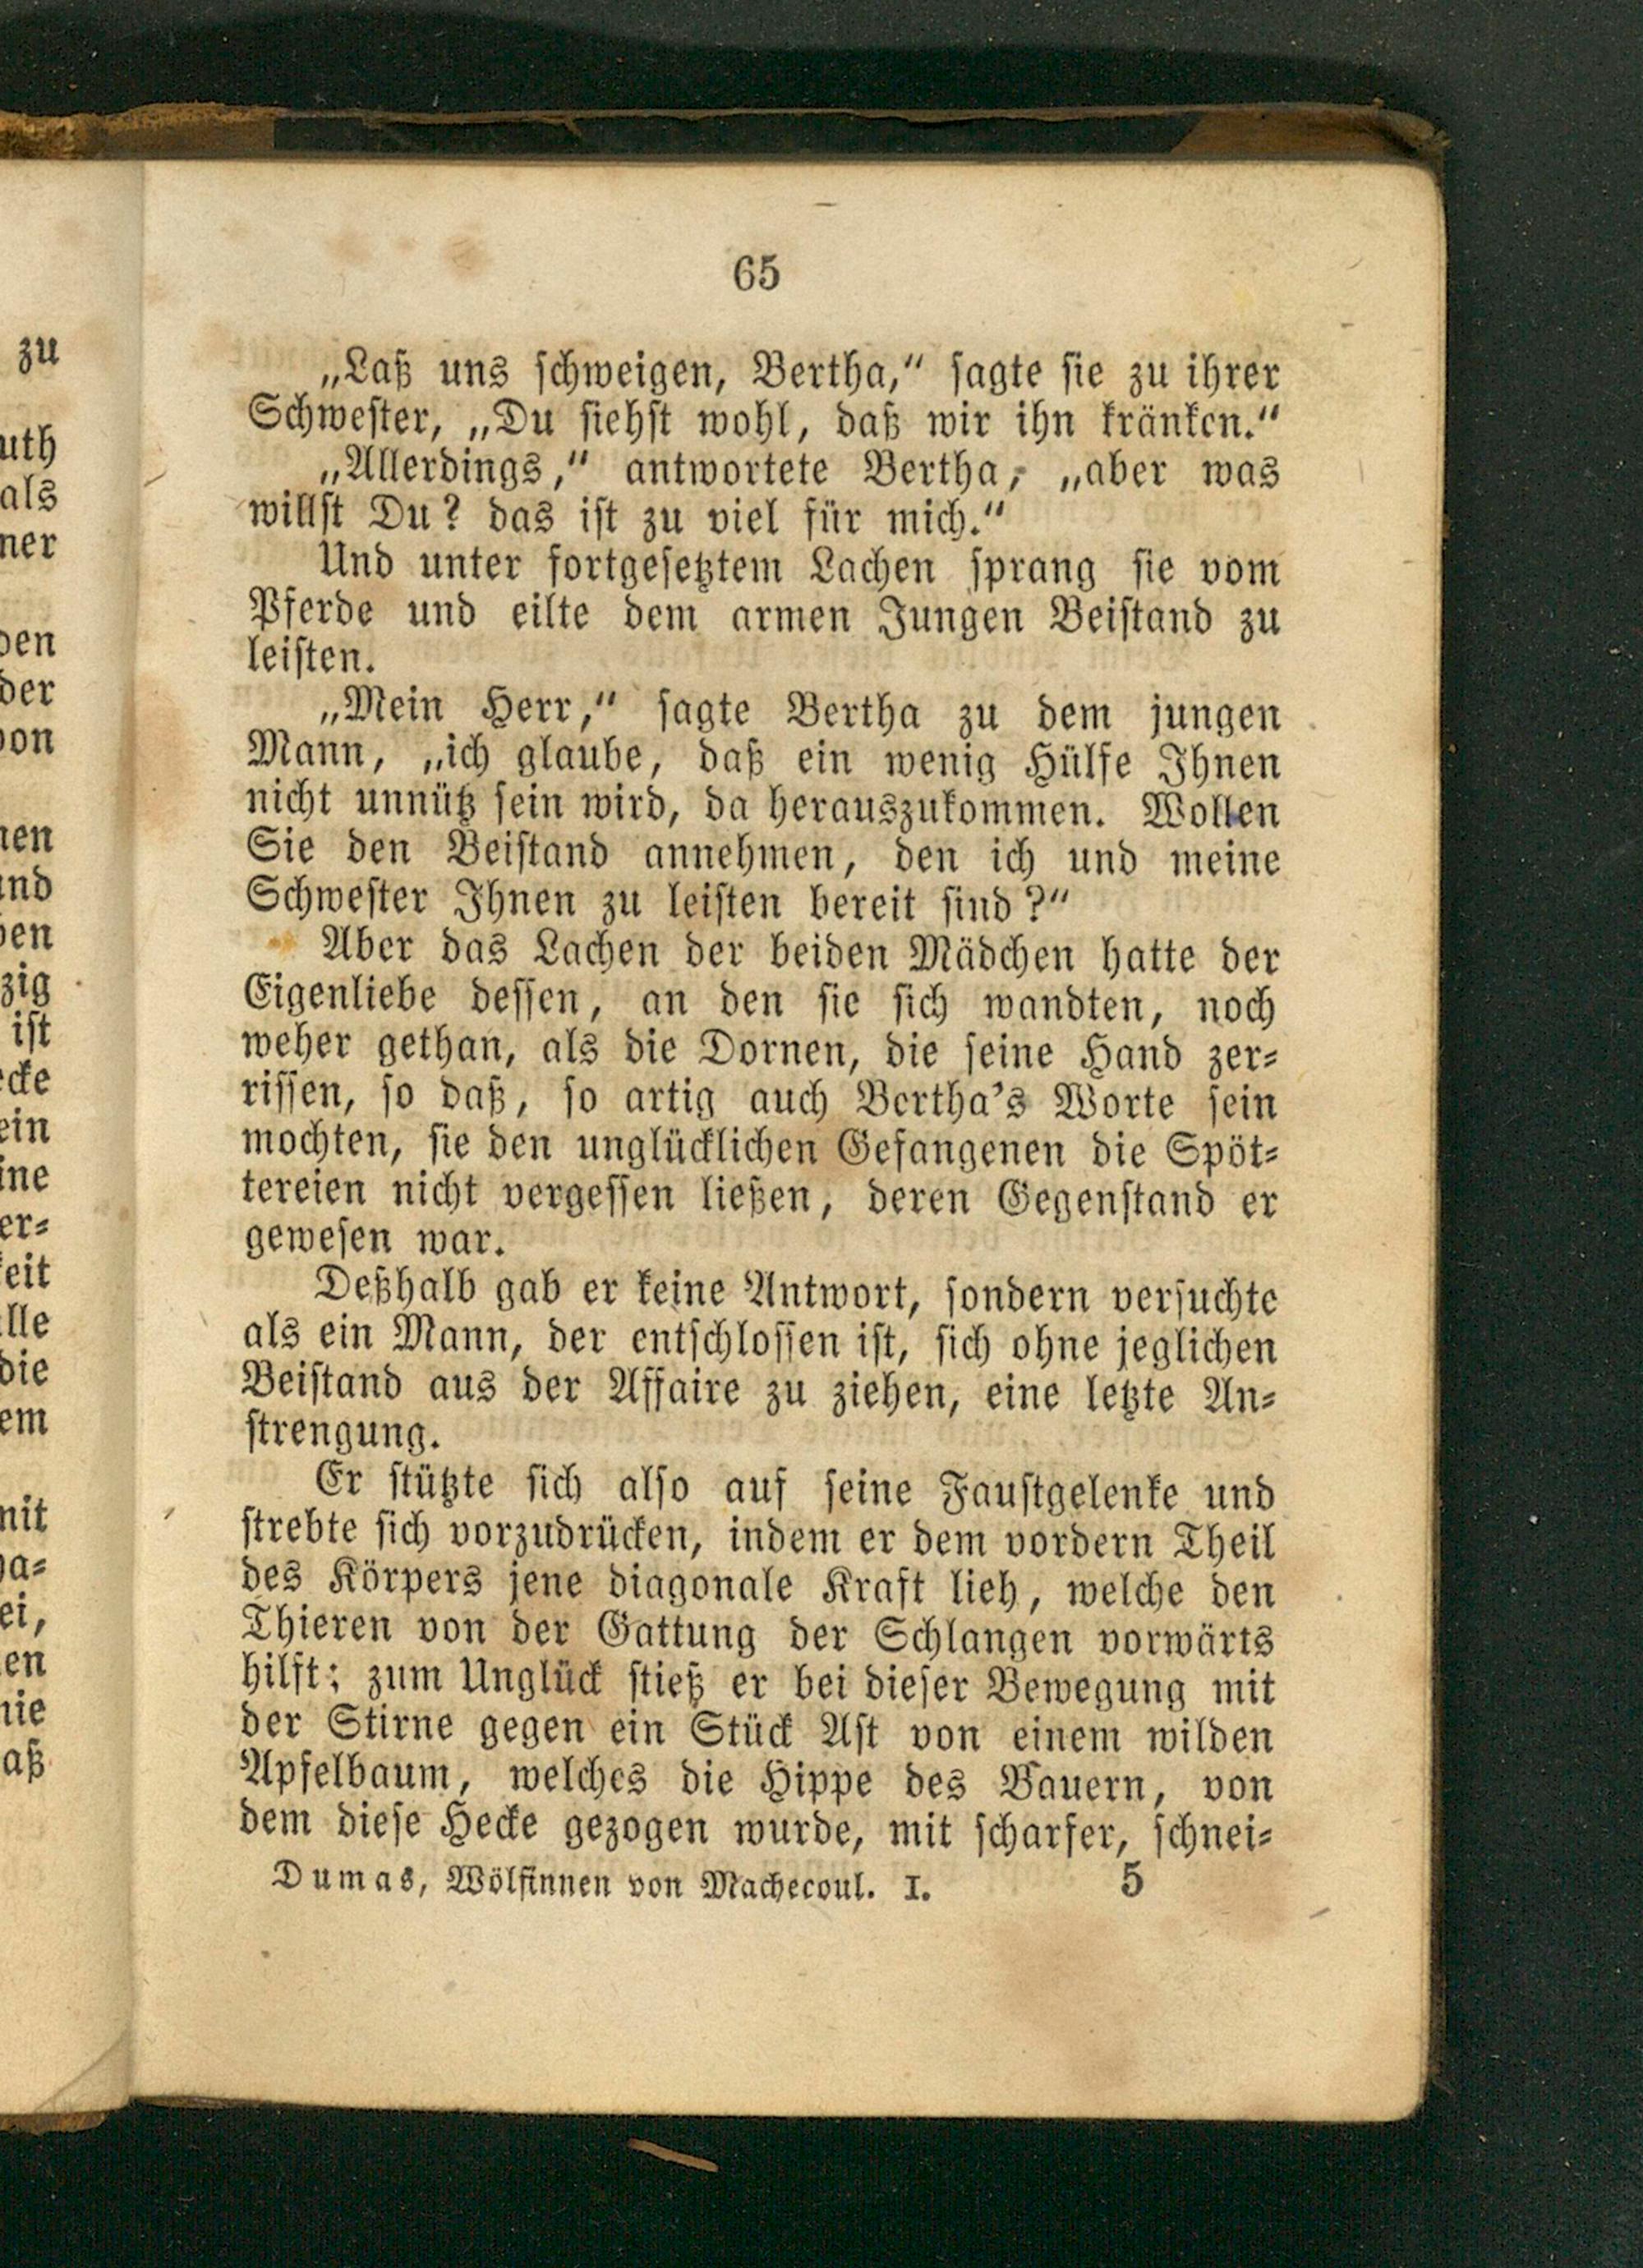 65
„Laß uns schweigen, Bertha,“ sagte sie zu ihrer
Schwester, „Du siehst wohl, daß wir ihn kränken.“
„Allerdings,“ antwortete Bertha, „aber was
willst Du? das ist zu viel für mich.“
Und unter fortgesetztem Lachen sprang sie vom
Pferde und eilte dem armen Jungen Beistand zu
leisten.
„Mein Herr,“ sagte Bertha zu dem jungen
Mann, „ich glaube, daß ein wenig Hülfe Ihnen
nicht unnütz sein wird, da herauszukommen. Wollen
Sie den Beistand annehmen, den ich und meine
Schwester Ihnen zu leisten bereit sind?“
Aber das Lachen der beiden Mädchen hatte der
Eigenliebe dessen, an den sie sich wandten, noch
weher gethan, als die Dornen, die seine Hand zer-
rissen, so daß, so artig auch Bertha's Worte sein
mochten, sie den unglücklichen Gefangenen die Spöt-
tereien nicht vergessen ließen, deren Gegenstand er
gewesen war.
Deßhalb gab er keine Antwort, sondern versuchte
als ein Mann, der entschlossen ist, sich ohne jeglichen
Beistand aus der Affaire zu ziehen, eine letzte An-
strengung.
Er stützte sich also auf seine Faustgelenke und
strebte sich vorzudrücken, indem er dem vordern Theil
des Körpers jene diagonale Kraft lieh, welche den
Thieren von der Gattung der Schlangen vorwärts
hilft; zum Unglück stieß er bei dieser Bewegung mit
der Stirne gegen ein Stück Ast von einem wilden
Apfelbaum, welches die Hippe des Bauern, von
dem diese Hecke gezogen wurde, mit scharfer, schnei-
Dumas, Wölfinnen von Machecoul. I. 5